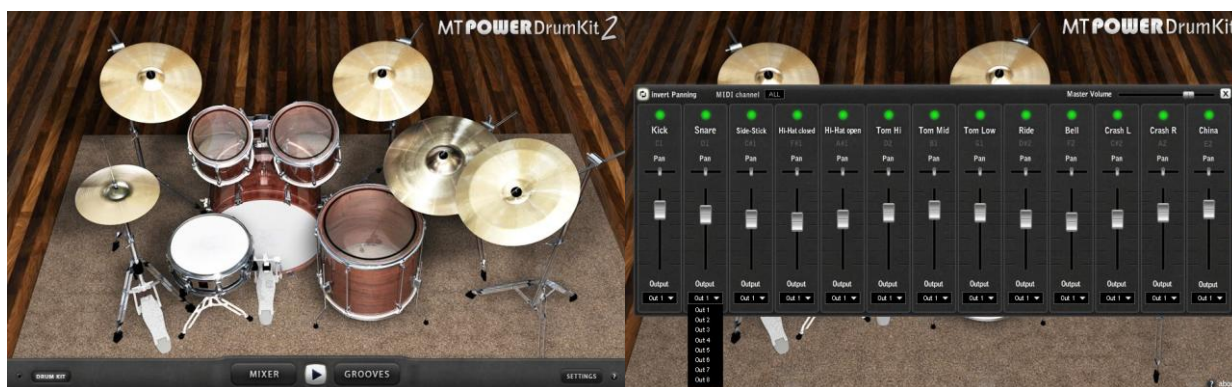 MT POWER DrumKit 2
DRUM KIT
MIXER
GROOVES
SETTINGS
MT POWER DrumKit
Invert Panning MIDI channel ALL Master Volume X
Kick Snare Side-Stick Hi-Hat closed Hi-Hat open Tom Hi Tom Mid Tom Low Ride Bell Crash L Crash R China
Pan Pan Pan Pan Pan Pan Pan Pan Pan Pan Pan Pan Pan
Output Output Output Output Output Output Output Output Output Output Output Output Output
Out 1 Out 1 Out 1 Out 1 Out 1 Out 1 Out 1 Out 1 Out 1 Out 1 Out 1 Out 1 Out 1
Out 1
Out 2
Out 3
Out 4
Out 5
Out 6
Out 7
Out 8